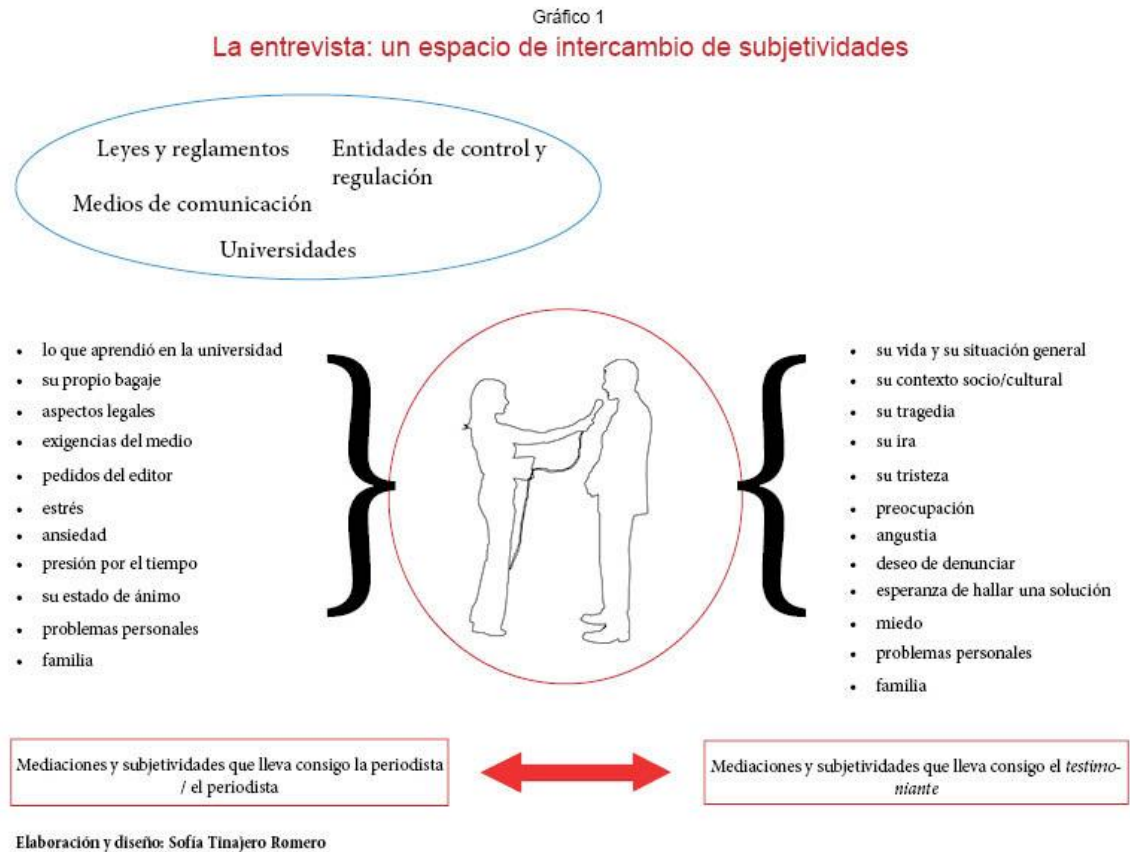 Gráfico 1
La entrevista: un espacio de intercambio de subjetividades
Leyes y reglamentos
Entidades de control y
regulación
Medios de comunicación
Universidades
• lo que aprendió en la universidad
• su propio bagaje
• aspectos legales
• exigencias del medio
• pedidos del editor
• estrés
• ansiedad
• presión por el tiempo
• su estado de ánimo
• problemas personales
• familia
• su vida y su situación general
• su contexto socio/cultural
• su tragedia
• su ira
• su tristeza
• preocupación
• angustia
• deseo de denunciar
• esperanza de hallar una solución
• miedo
• problemas personales
• familia
Mediaciones y subjetividades que lleva consigo la periodista
/ el periodista
Mediaciones y subjetividades que lleva consigo el testimo-
niante
Elaboración y diseño: Sofía Tinajero Romero